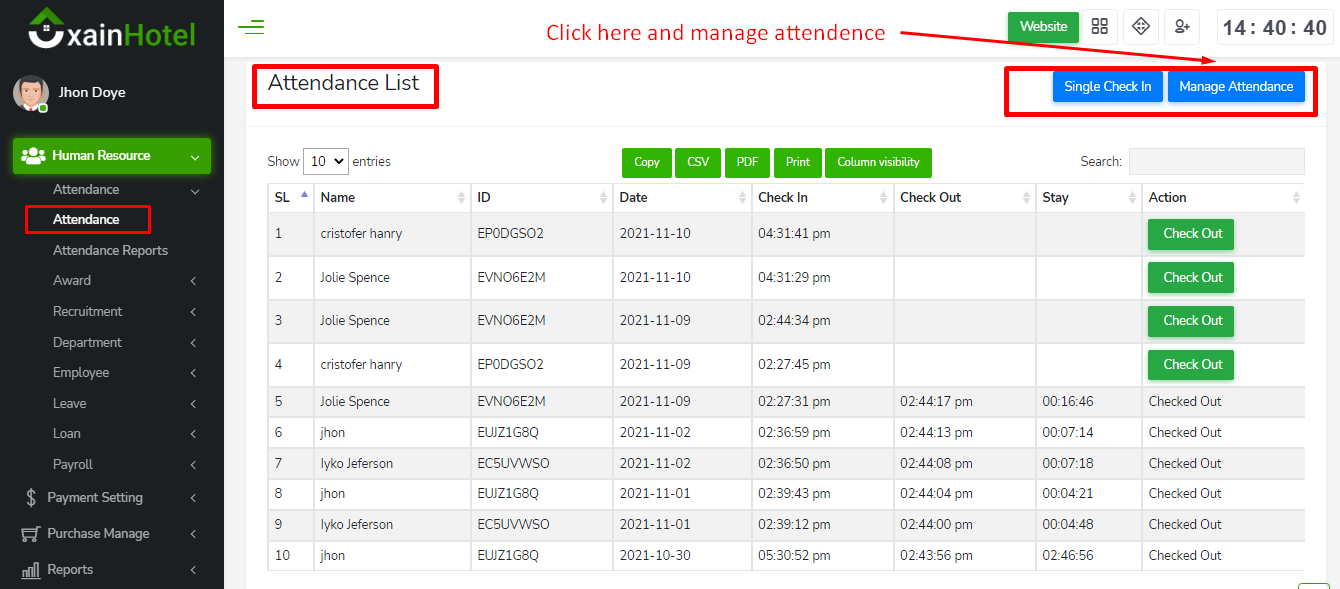 xainHotel
Click here and manage attendence
Website
14 : 40 : 40
Jhon Doye
Attendance List
Single Check In
Manage Attendance
Human Resource
Attendance
Attendance
Attendance Reports
Award
Recruitment
Department
Employee
Leave
Loan
Payroll
Payment Setting
Purchase Manage
Reports
Show 10 entries
Copy CSV PDF Print Column visibility
Search:
SL Name ID Date Check In Check Out Stay Action
1 cristofer hanry EP0DGSO2 2021-11-10 04:31:41 pm Check Out
2 Jolie Spence EVNO6E2M 2021-11-10 04:31:29 pm Check Out
3 Jolie Spence EVNO6E2M 2021-11-09 02:44:34 pm Check Out
4 cristofer hanry EP0DGSO2 2021-11-09 02:27:45 pm Check Out
5 Jolie Spence EVNO6E2M 2021-11-09 02:27:31 pm 02:44:17 pm 00:16:46 Checked Out
6 jhon EUJZ1G8Q 2021-11-02 02:36:59 pm 02:44:13 pm 00:07:14 Checked Out
7 Iyko Jeferson EC5UVWSO 2021-11-02 02:36:50 pm 02:44:08 pm 00:07:18 Checked Out
8 jhon EUJZ1G8Q 2021-11-01 02:39:43 pm 02:44:04 pm 00:04:21 Checked Out
9 Iyko Jeferson EC5UVWSO 2021-11-01 02:39:12 pm 02:44:00 pm 00:04:48 Checked Out
10 jhon EUJZ1G8Q 2021-10-30 05:30:52 pm 02:43:56 pm 02:46:56 Checked Out